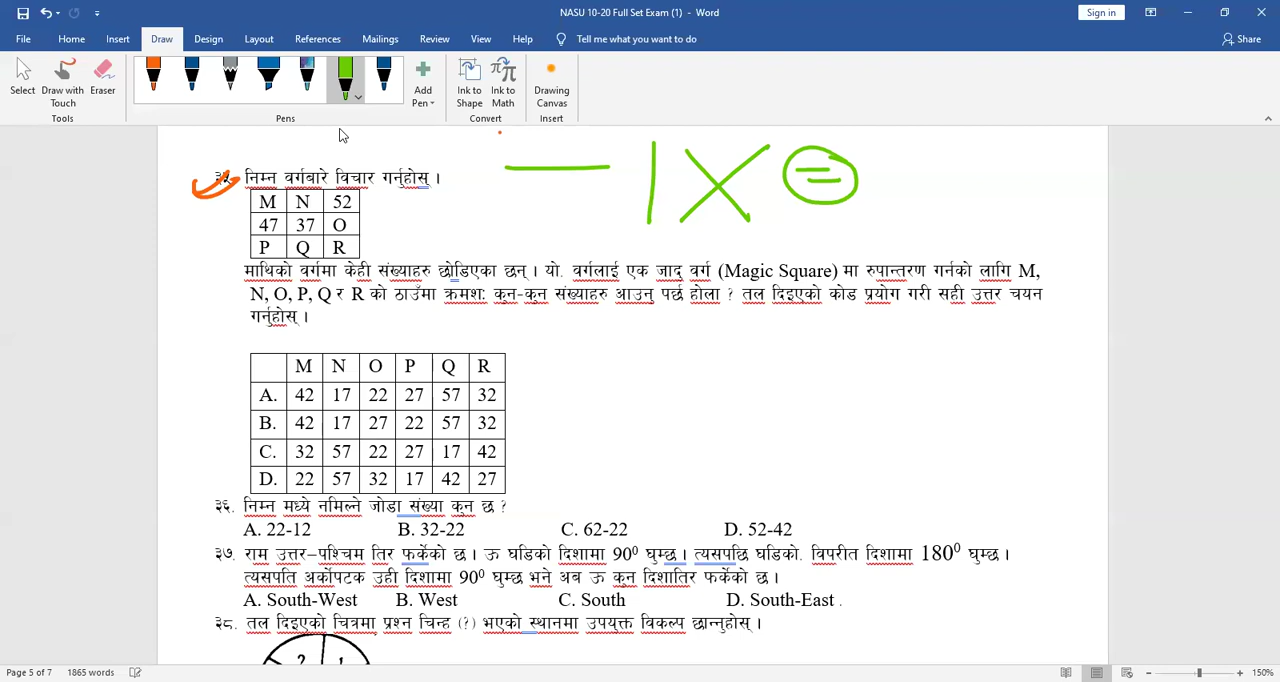 NASU 10-20 Full Set Exam (1) - Word
Sign in
File Home Insert Draw Design Layout References Mailings Review View Help Tell me what you want to do Share
Select Draw with Touch Eraser Add Pen Ink to Shape Ink to Math Drawing Canvas
Tools Pens Convert Insert
— | X =
३५. निम्न वर्गबारे विचार गर्नुहोस् ।
M N 52
47 37 O
P Q R
माथिको वर्गमा केही संख्याहरु छोडिएका छन् । यो. वर्गलाई एक जादु वर्ग (Magic Square) मा रुपान्तरण गर्नको लागि M,
N, O, P, Q र R को ठाउँमा क्रमश: कुन-कुन संख्याहरु आउनु पर्छ होला ? तल दिइएको कोड प्रयोग गरी सही उत्तर चयन
गर्नुहोस् ।
M N O P Q R
A. 42 17 22 27 57 32
B. 42 17 27 22 57 32
C. 32 57 22 27 17 42
D. 22 57 32 17 42 27
३६. निम्न मध्ये नमिल्ने जोडा संख्या कुन छ ?
A. 22-12 B. 32-22 C. 62-22 D. 52-42
३७. राम उत्तर–पश्चिम तिर फर्केको छ । ऊ घडिको दिशामा 90⁰ घुम्छ । त्यसपछि घडिको. विपरीत दिशामा 180⁰ घुम्छ ।
त्यसपति अर्कोपटक उही दिशामा 90⁰ घुम्छ भने अब ऊ कुन दिशातिर फर्केको छ ।
A. South-West B. West C. South D. South-East .
३८. तल दिइएको चित्रमा प्रश्न चिन्ह (?) भएको स्थानमा उपयुक्त विकल्प छान्नुहोस् ।
Page 5 of 7 1865 words 150%